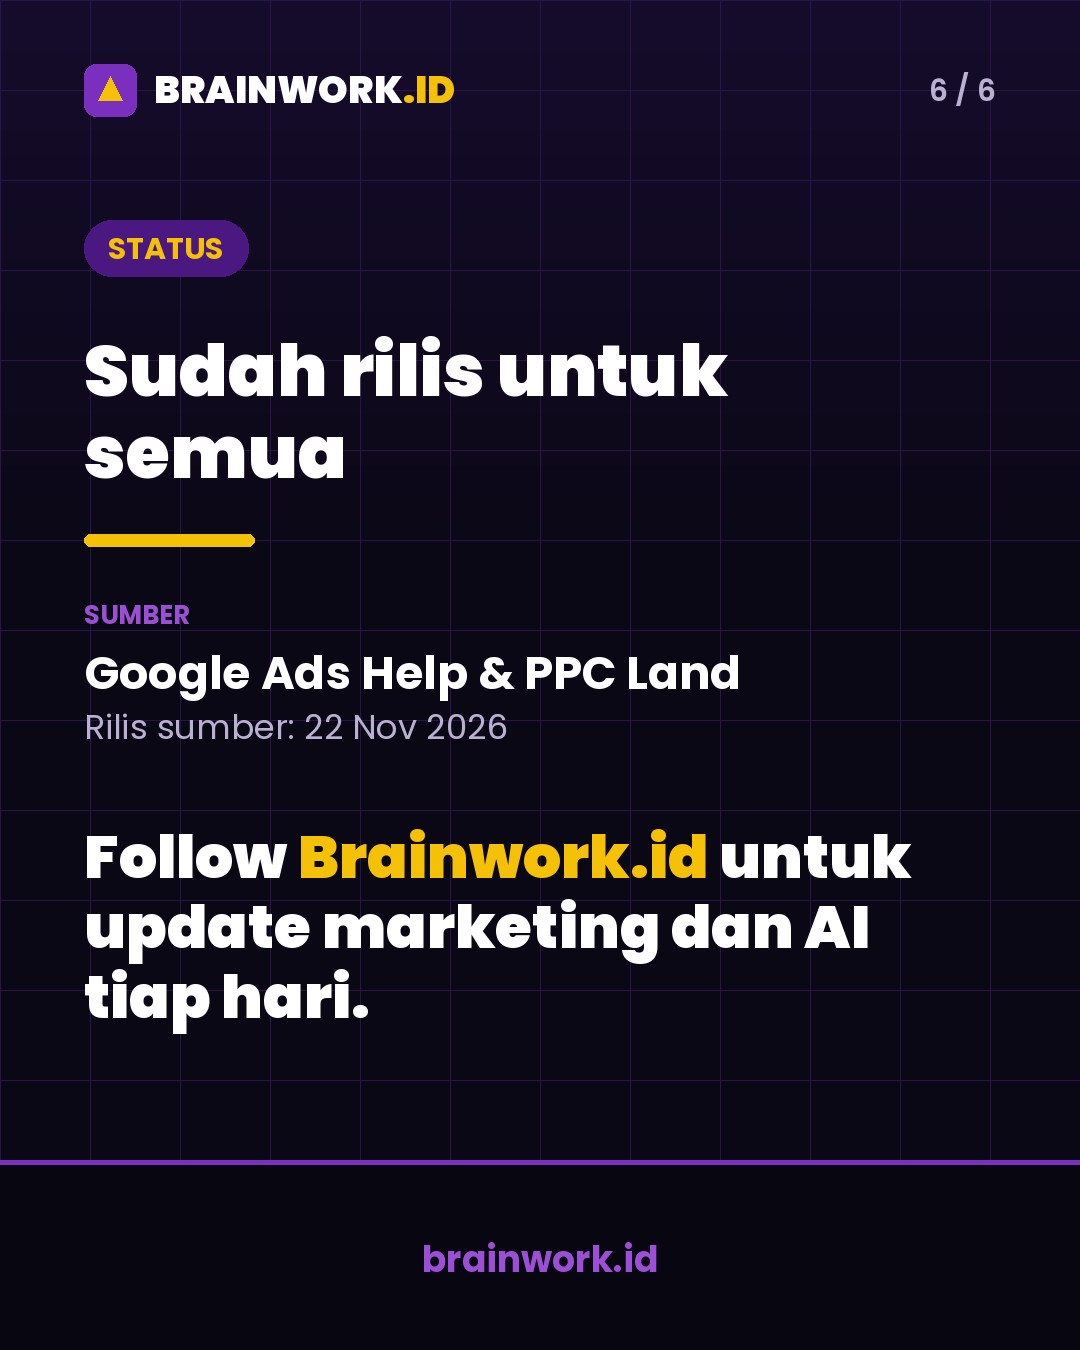 BRAINWORK.ID
6 / 6
STATUS
Sudah rilis untuk
semua
SUMBER
Google Ads Help & PPC Land
Rilis sumber: 22 Nov 2026
Follow Brainwork.id untuk
update marketing dan AI
tiap hari.
brainwork.id